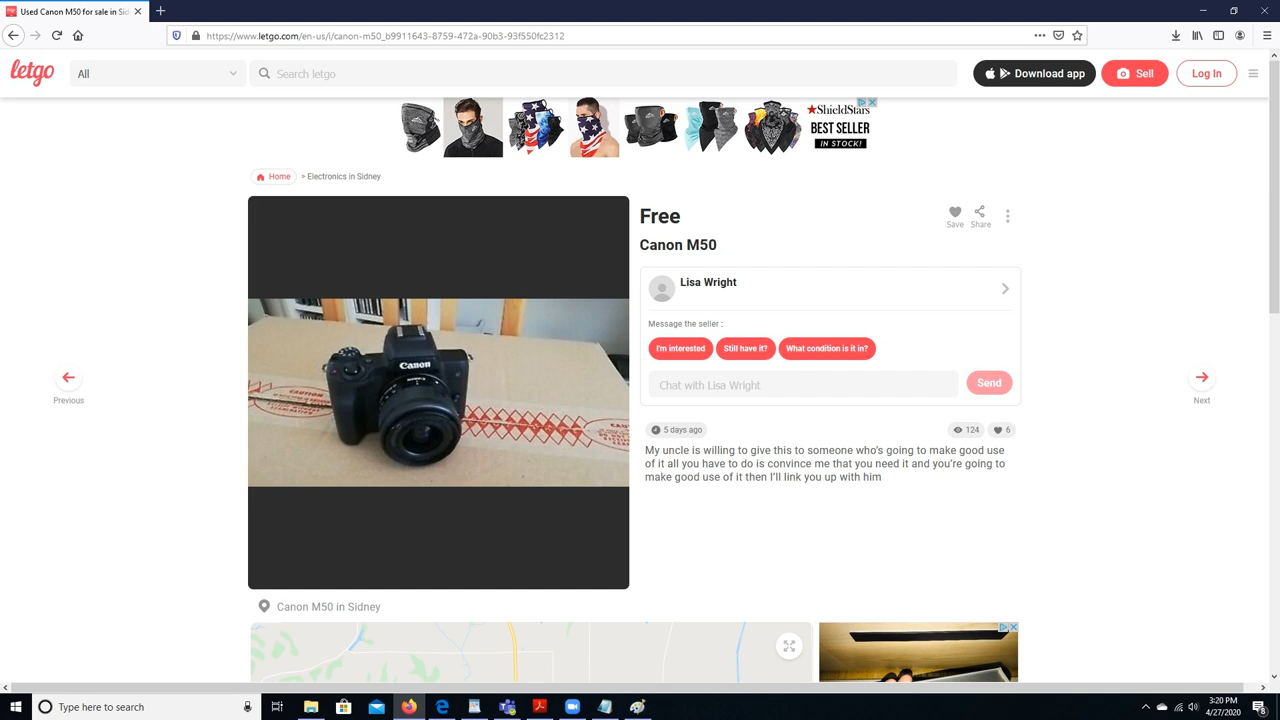 Used Canon M50 for sale in Sid
https://www.letgo.com/en-us/i/canon-m50_b9911643-8759-472a-90b3-93f550fc2312
letgo
All
Search letgo
Download app
Sell
Log In
★ShieldStars
BEST SELLER
IN STOCK!
Home > Electronics in Sidney
Free
Save
Share
Canon M50
Lisa Wright
Message the seller :
I'm interested
Still have it?
What condition is it in?
Chat with Lisa Wright
Send
Canon
Previous
Next
5 days ago
124
6
My uncle is willing to give this to someone who's going to make good use
of it all you have to do is convince me that you need it and you're going to
make good use of it then I'll link you up with him
Canon M50 in Sidney
Type here to search
3:20 PM
4/27/2020
8